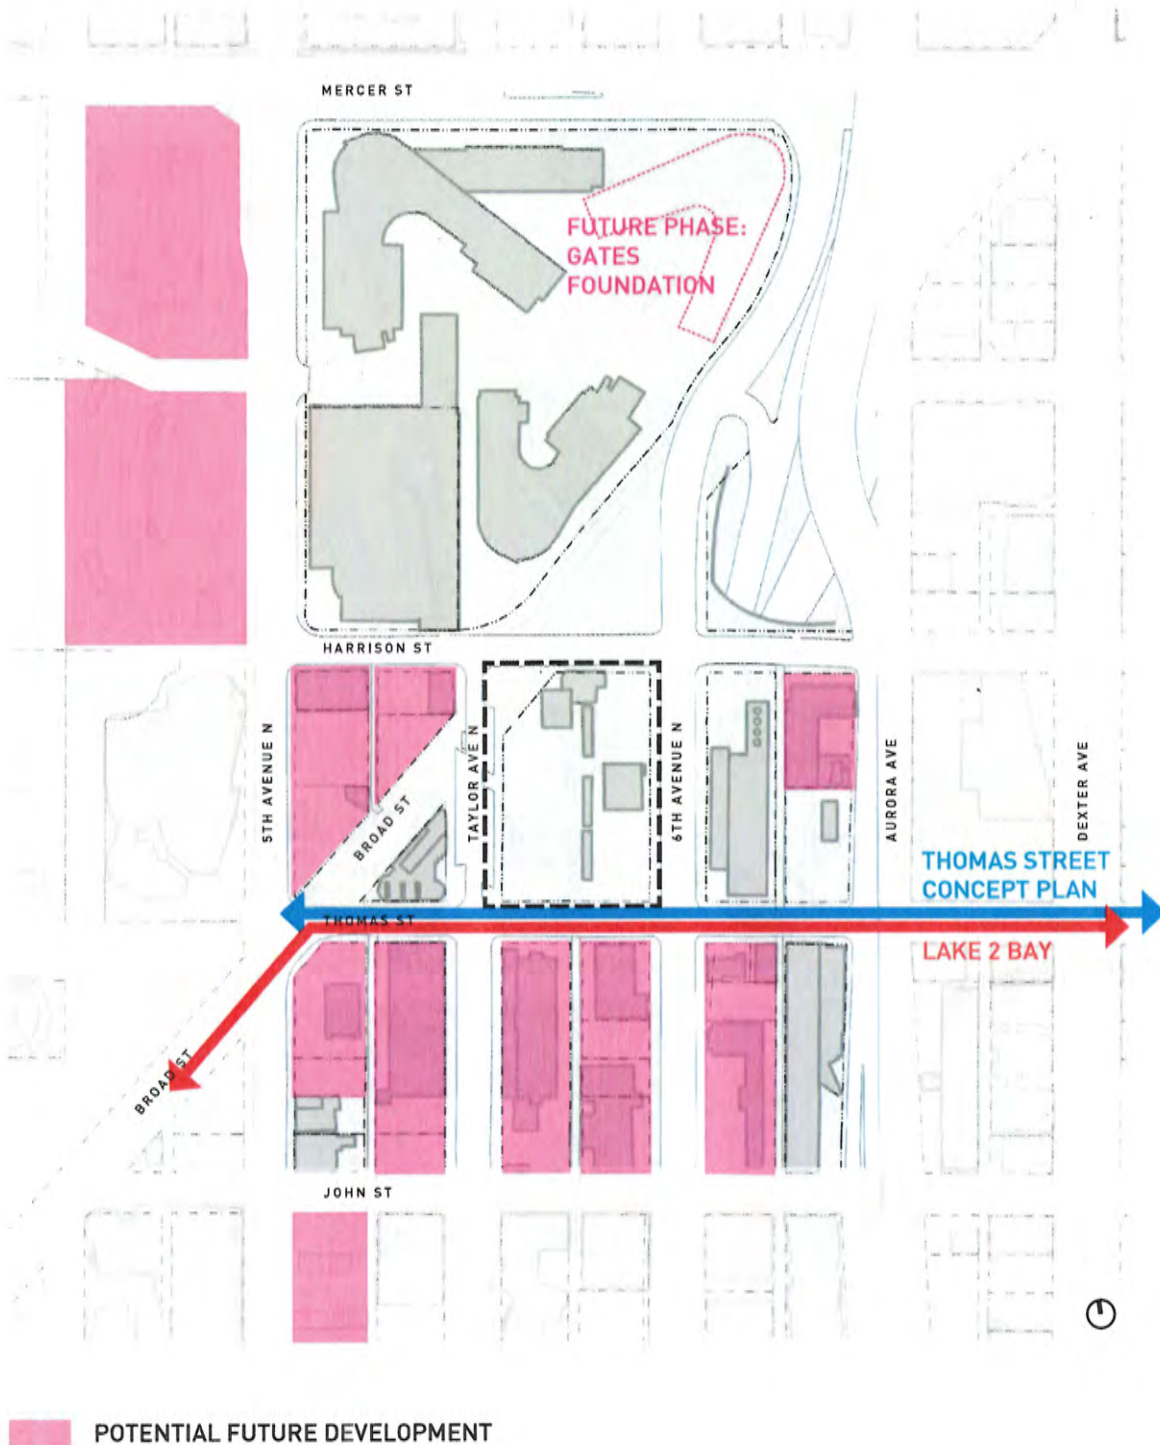 MERCER ST
FUTURE PHASE:
GATES
FOUNDATION
HARRISON ST
5TH AVENUE N
BROAD ST
TAYLOR AVE N
6TH AVENUE N
AURORA AVE
DEXTER AVE
THOMAS STREET
CONCEPT PLAN
THOMAS ST
LAKE 2 BAY
BROAD ST
JOHN ST
POTENTIAL FUTURE DEVELOPMENT